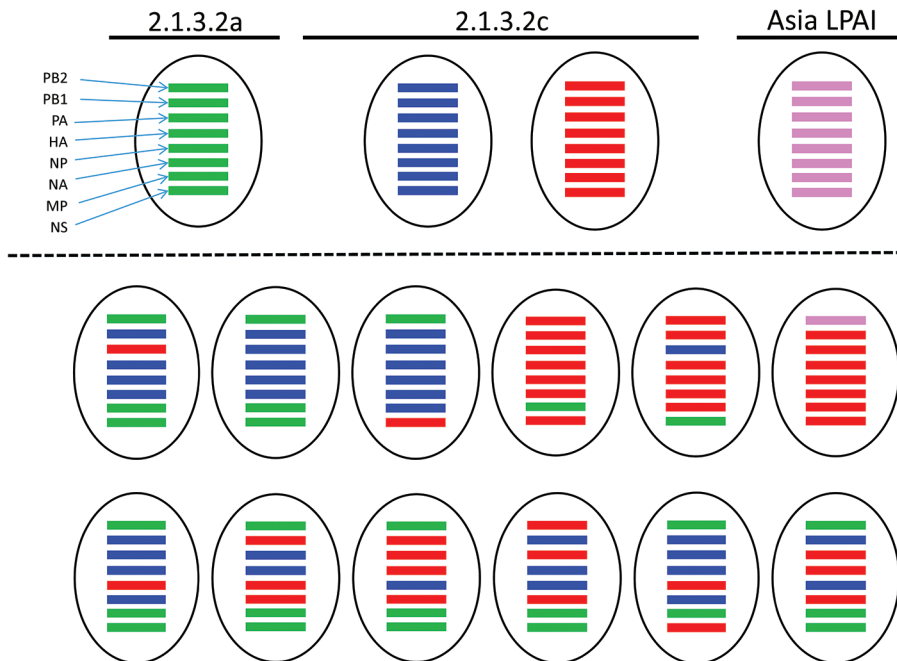 2.1.3.2a
2.1.3.2c
Asia LPAI
PB2
PB1
PA
HA
NP
NA
MP
NS